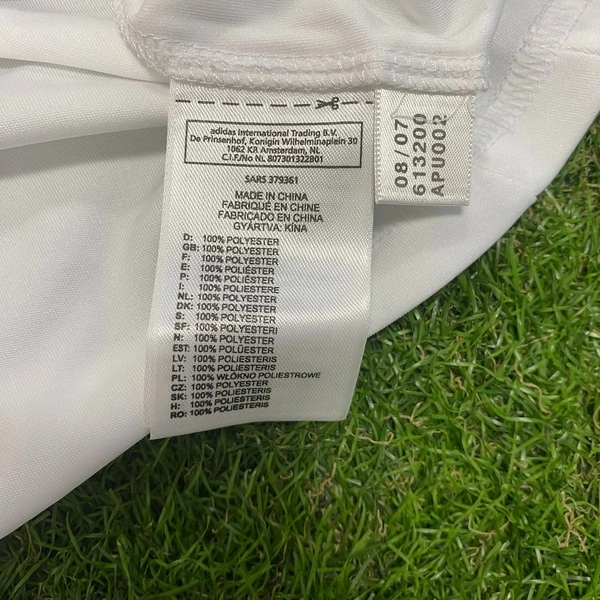 adidas International Trading B.V.
De Prinsenhof, Konigin Wilhelminaplein 30
1062 KR Amsterdam, NL
C.I.F./No NL 807301322B01
SARS 379361
MADE IN CHINA
FABRIQUÉ EN CHINE
FABRICADO EN CHINA
GYÁRTVA: KÍNA
D: 100% POLYESTER
GB: 100% POLYESTER
F: 100% POLYESTER
E: 100% POLIÉSTER
P: 100% POLIÉSTER
I: 100% POLIESTERE
NL: 100% POLYESTER
DK: 100% POLYESTER
S: 100% POLYESTER
SF: 100% POLYESTERI
N: 100% POLYESTER
EST: 100% POLÜESTER
LV: 100% POLIESTERIS
LT: 100% POLIESTERIS
PL: 100% WŁÓKNO POLIESTROWE
CZ: 100% POLYESTER
SK: 100% POLIESTERIS
H: 100% POLIESTERIS
RO: 100% POLIESTERIS
08/07
613200
APU002